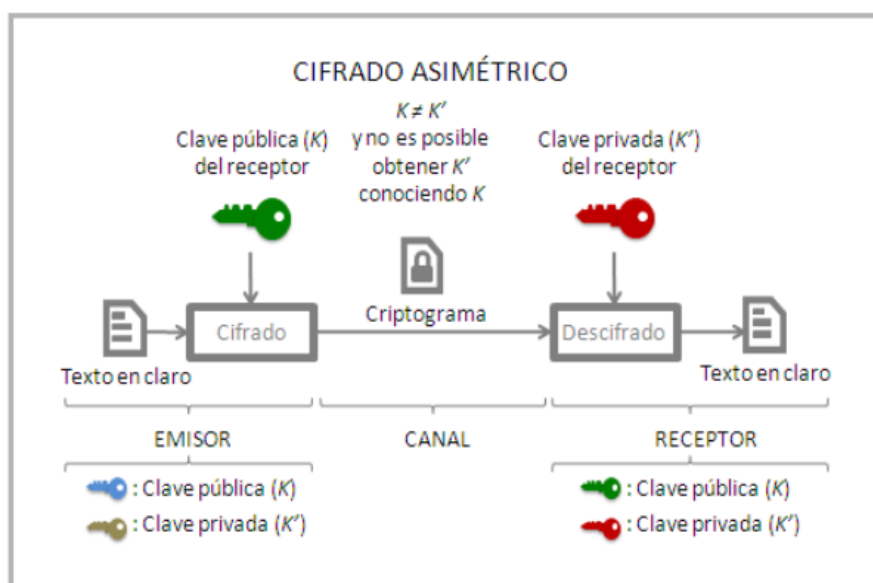 CIFRADO ASIMÉTRICO
K ≠ K'
y no es posible
obtener K'
conociendo K
Clave pública (K)
del receptor
Clave privada (K')
del receptor
Cifrado
Criptograma
Descifrado
Texto en claro
Texto en claro
EMISOR
CANAL
RECEPTOR
: Clave pública (K)
: Clave privada (K')
: Clave pública (K)
: Clave privada (K')